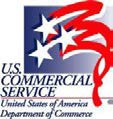 U.S.
COMMERCIAL
SERVICE
United States of America
Department of Commerce